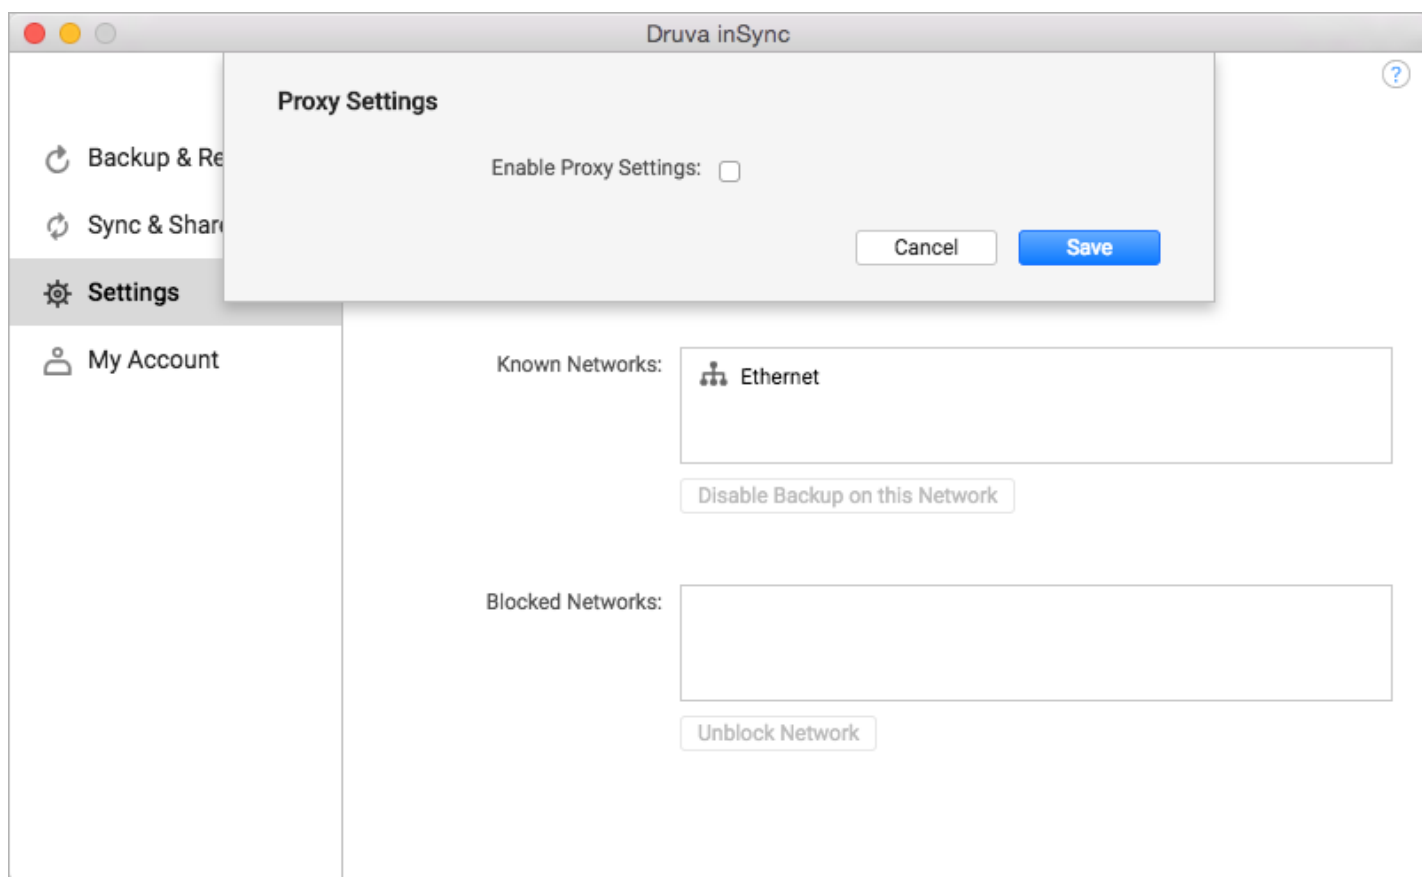 Druva inSync
?
Proxy Settings
Enable Proxy Settings:
Cancel
Save
Backup & Re
Sync & Shar
Settings
My Account
Known Networks:
Ethernet
Disable Backup on this Network
Blocked Networks:
Unblock Network